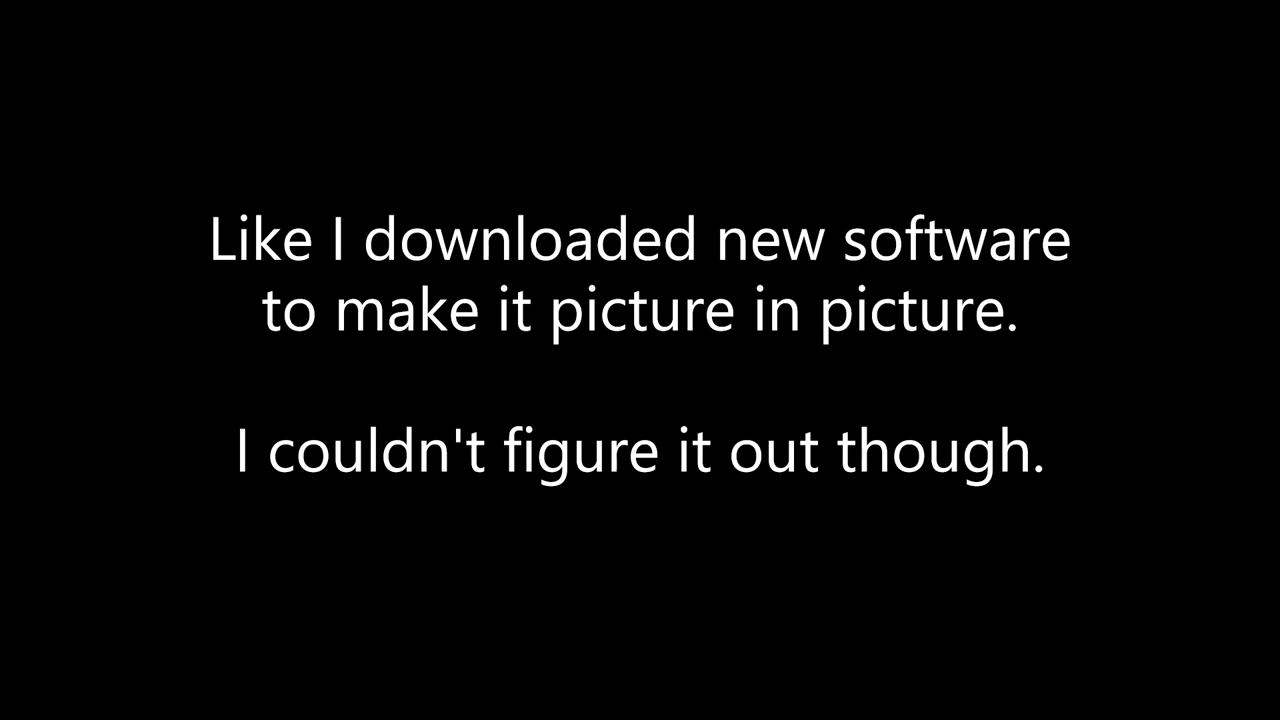 Like I downloaded new software
to make it picture in picture.
I couldn't figure it out though.